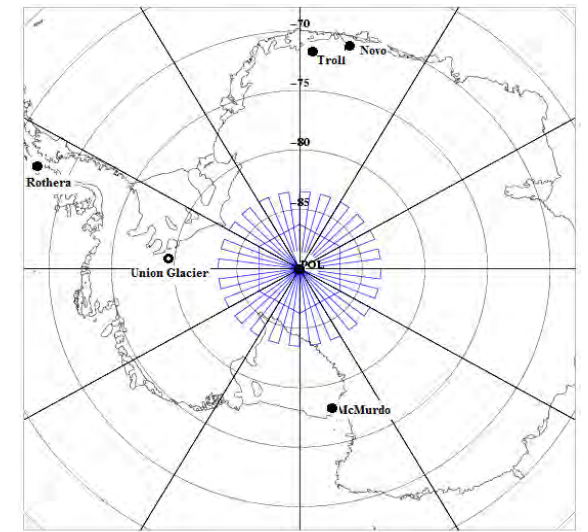 -70
Novo
Troll
-75
-80
Rothera
-85
POL
Union Glacier
McMurdo